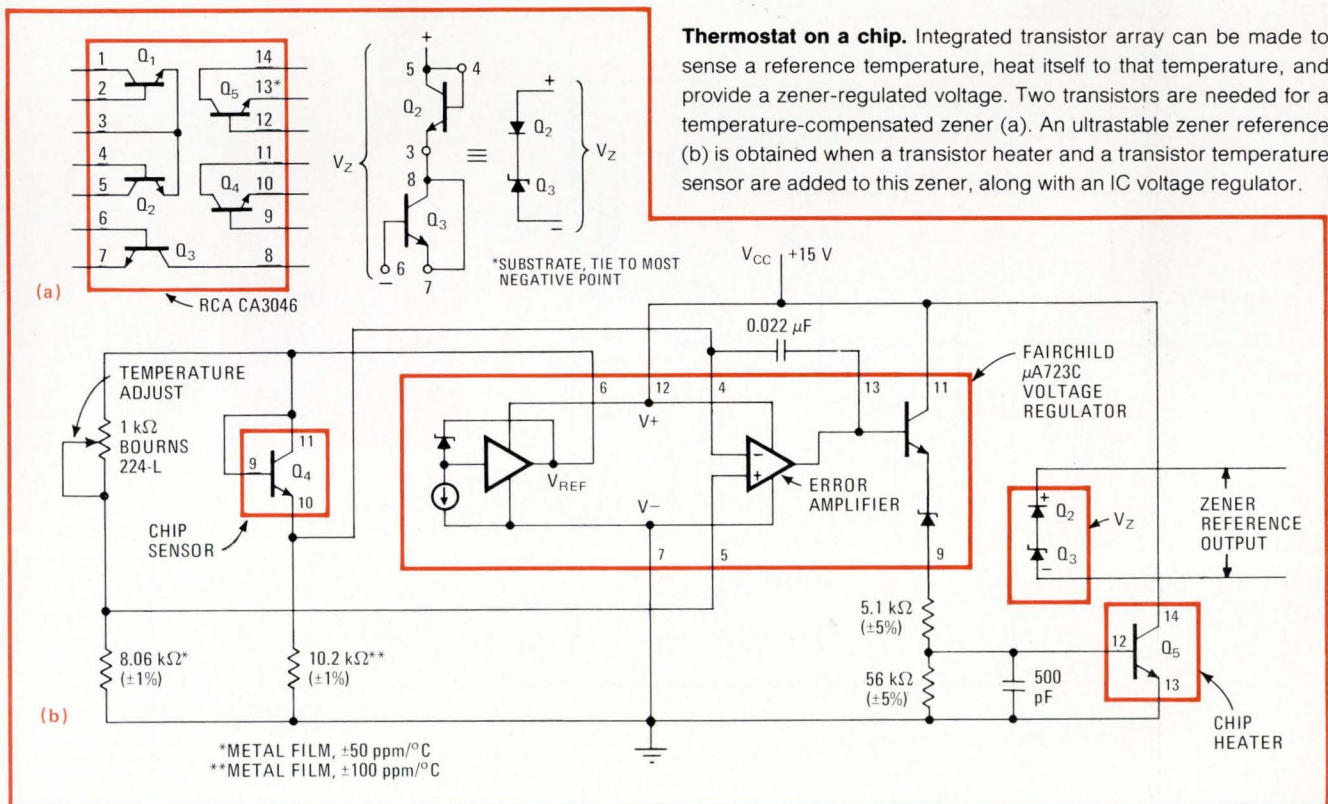 Thermostat on a chip. Integrated transistor array can be made to
sense a reference temperature, heat itself to that temperature, and
provide a zener-regulated voltage. Two transistors are needed for a
temperature-compensated zener (a). An ultrastable zener reference
(b) is obtained when a transistor heater and a transistor temperature
sensor are added to this zener, along with an IC voltage regulator.
1
Q1
2
3
4
5
Q2
6
7
Q3
8
14
13*
Q5
12
11
Q4
10
9
(a)
RCA CA3046
+
5
4
Q2
3
VZ
8
Q3
6
−
7
≡
+
Q2
Q3
−
VZ
*SUBSTRATE, TIE TO MOST
NEGATIVE POINT
TEMPERATURE
ADJUST
1 kΩ
BOURNS
224-L
11
9
Q4
10
CHIP
SENSOR
8.06 kΩ*
(±1%)
10.2 kΩ**
(±1%)
(b)
*METAL FILM, ±50 ppm/°C
**METAL FILM, ±100 ppm/°C
VCC
+15 V
0.022 µF
6
12
4
13
11
V+
VREF
V−
−
+
ERROR
AMPLIFIER
7
5
9
FAIRCHILD
µA723C
VOLTAGE
REGULATOR
5.1 kΩ
(±5%)
56 kΩ
(±5%)
500
pF
+
Q2
Q3
−
VZ
ZENER
REFERENCE
OUTPUT
14
12
Q5
13
CHIP
HEATER